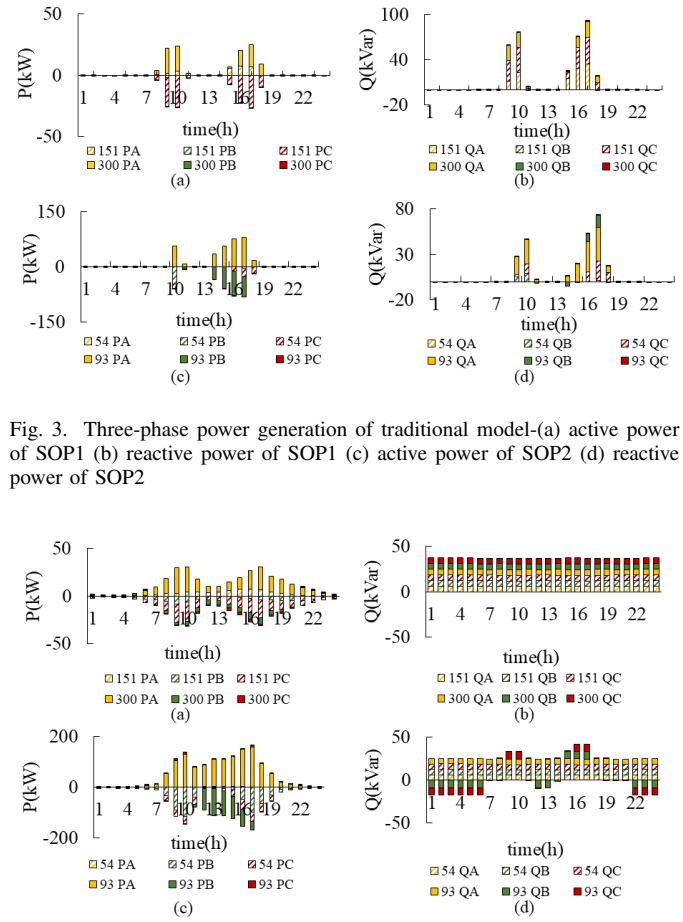 50
0
-50
P(kW)
1 4 7 10 13 16 19 22
time(h)
151 PA 151 PB 151 PC
300 PA 300 PB 300 PC
(a)
100
40
-20
Q(kVar)
1 4 7 10 13 16 19 22
time(h)
151 QA 151 QB 151 QC
300 QA 300 QB 300 QC
(b)
150
0
-150
P(kW)
1 4 7 10 13 16 19 22
time(h)
54 PA 54 PB 54 PC
93 PA 93 PB 93 PC
(c)
80
30
-20
Q(kVar)
1 4 7 10 13 16 19 22
time(h)
54 QA 54 QB 54 QC
93 QA 93 QB 93 QC
(d)
Fig. 3. Three-phase power generation of traditional model-(a) active power
of SOP1 (b) reactive power of SOP1 (c) active power of SOP2 (d) reactive
power of SOP2
50
0
-50
P(kW)
1 4 7 10 13 16 19 22
time(h)
151 PA 151 PB 151 PC
300 PA 300 PB 300 PC
(a)
50
0
-50
Q(kVar)
1 4 7 10 13 16 19 22
time(h)
151 QA 151 QB 151 QC
300 QA 300 QB 300 QC
(b)
200
0
-200
P(kW)
1 4 7 10 13 16 19 22
time(h)
54 PA 54 PB 54 PC
93 PA 93 PB 93 PC
(c)
50
0
-50
Q(kVar)
1 4 7 10 13 16 19 22
time(h)
54 QA 54 QB 54 QC
93 QA 93 QB 93 QC
(d)